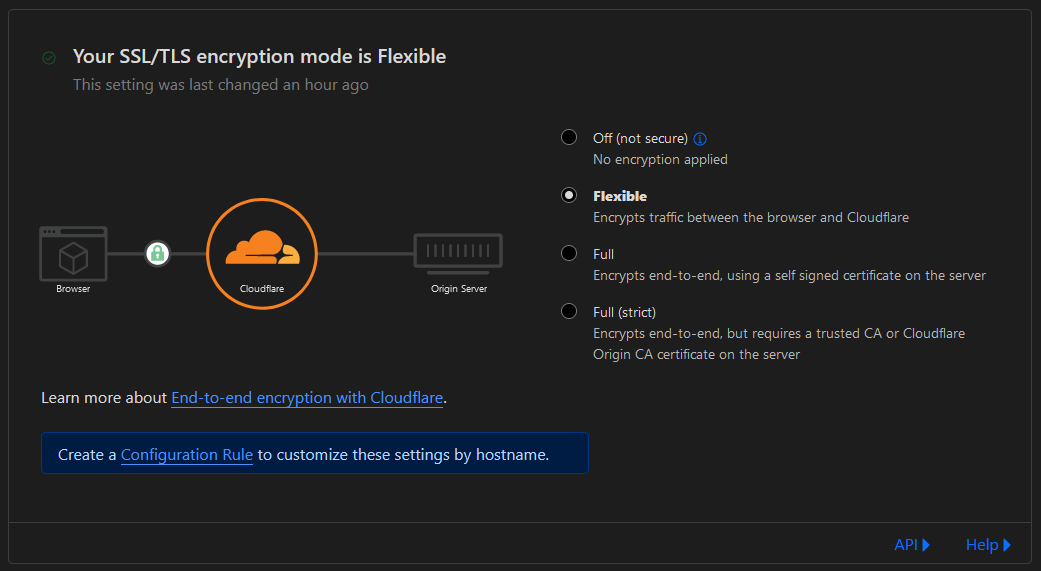 Your SSL/TLS encryption mode is Flexible
This setting was last changed an hour ago
Off (not secure)
No encryption applied
Flexible
Encrypts traffic between the browser and Cloudflare
Full
Encrypts end-to-end, using a self signed certificate on the server
Full (strict)
Encrypts end-to-end, but requires a trusted CA or Cloudflare
Origin CA certificate on the server
Browser
Cloudflare
Origin Server
Learn more about End-to-end encryption with Cloudflare.
Create a Configuration Rule to customize these settings by hostname.
API
Help